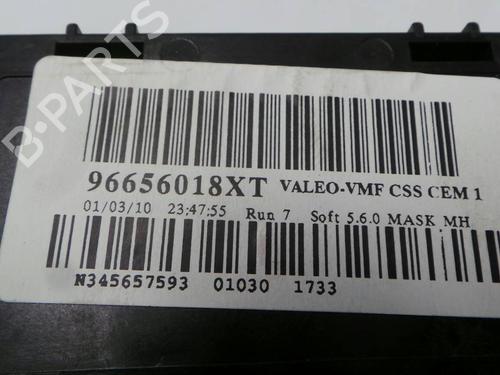 B-PARTS
96656018XT VALEO-VMF CSS CEM 1
01/03/10 23:47:55 Run 7 Soft 5.6.0 MASK MH
N345657593 01030 1733